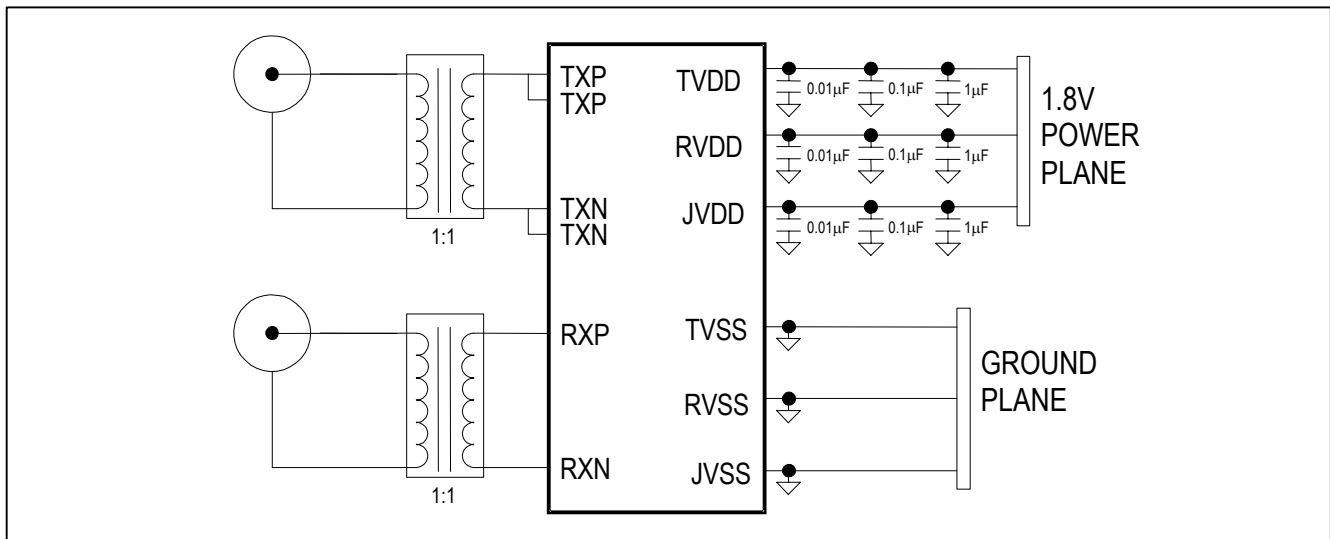 TXP
TXP
TXN
TXN
1:1
RXP
RXN
1:1
TVDD
0.01µF
0.1µF
1µF
RVDD
0.01µF
0.1µF
1µF
JVDD
0.01µF
0.1µF
1µF
1.8V
POWER
PLANE
TVSS
RVSS
JVSS
GROUND
PLANE